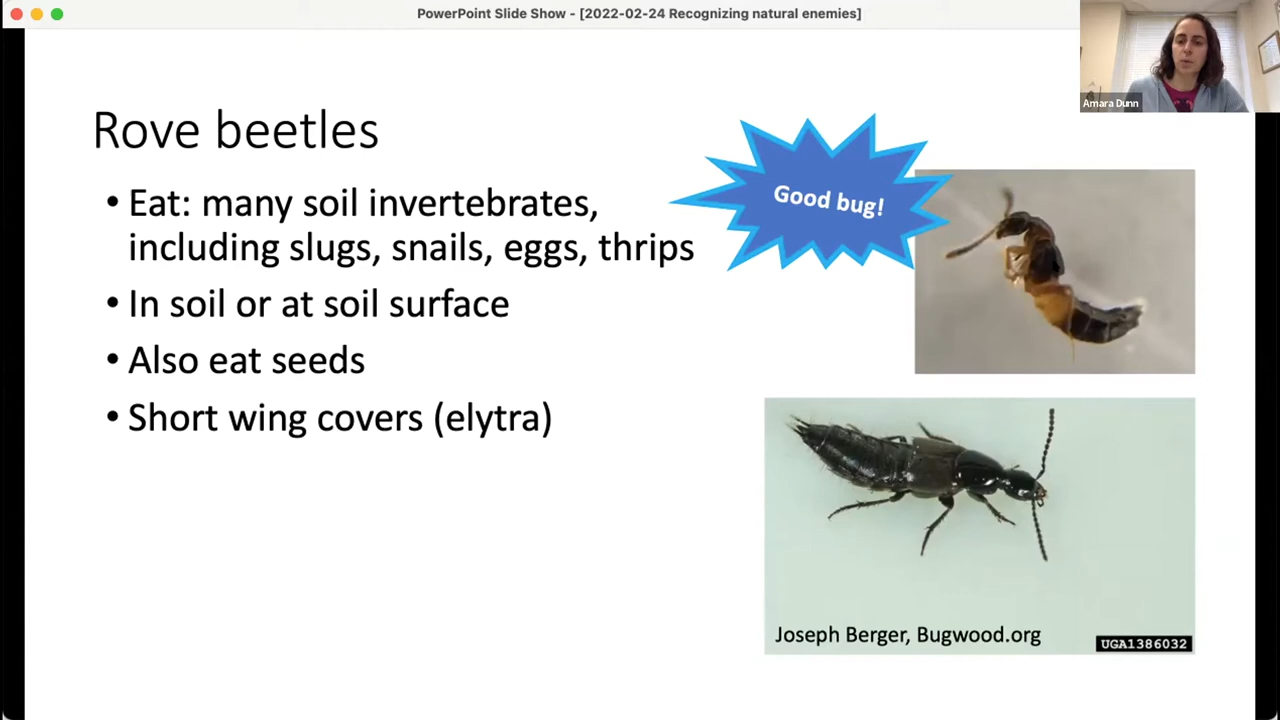 PowerPoint Slide Show - [2022-02-24 Recognizing natural enemies]
Amara Dunn
Rove beetles
Good bug!
• Eat: many soil invertebrates,
including slugs, snails, eggs, thrips
• In soil or at soil surface
• Also eat seeds
• Short wing covers (elytra)
Joseph Berger, Bugwood.org
UGA1386032